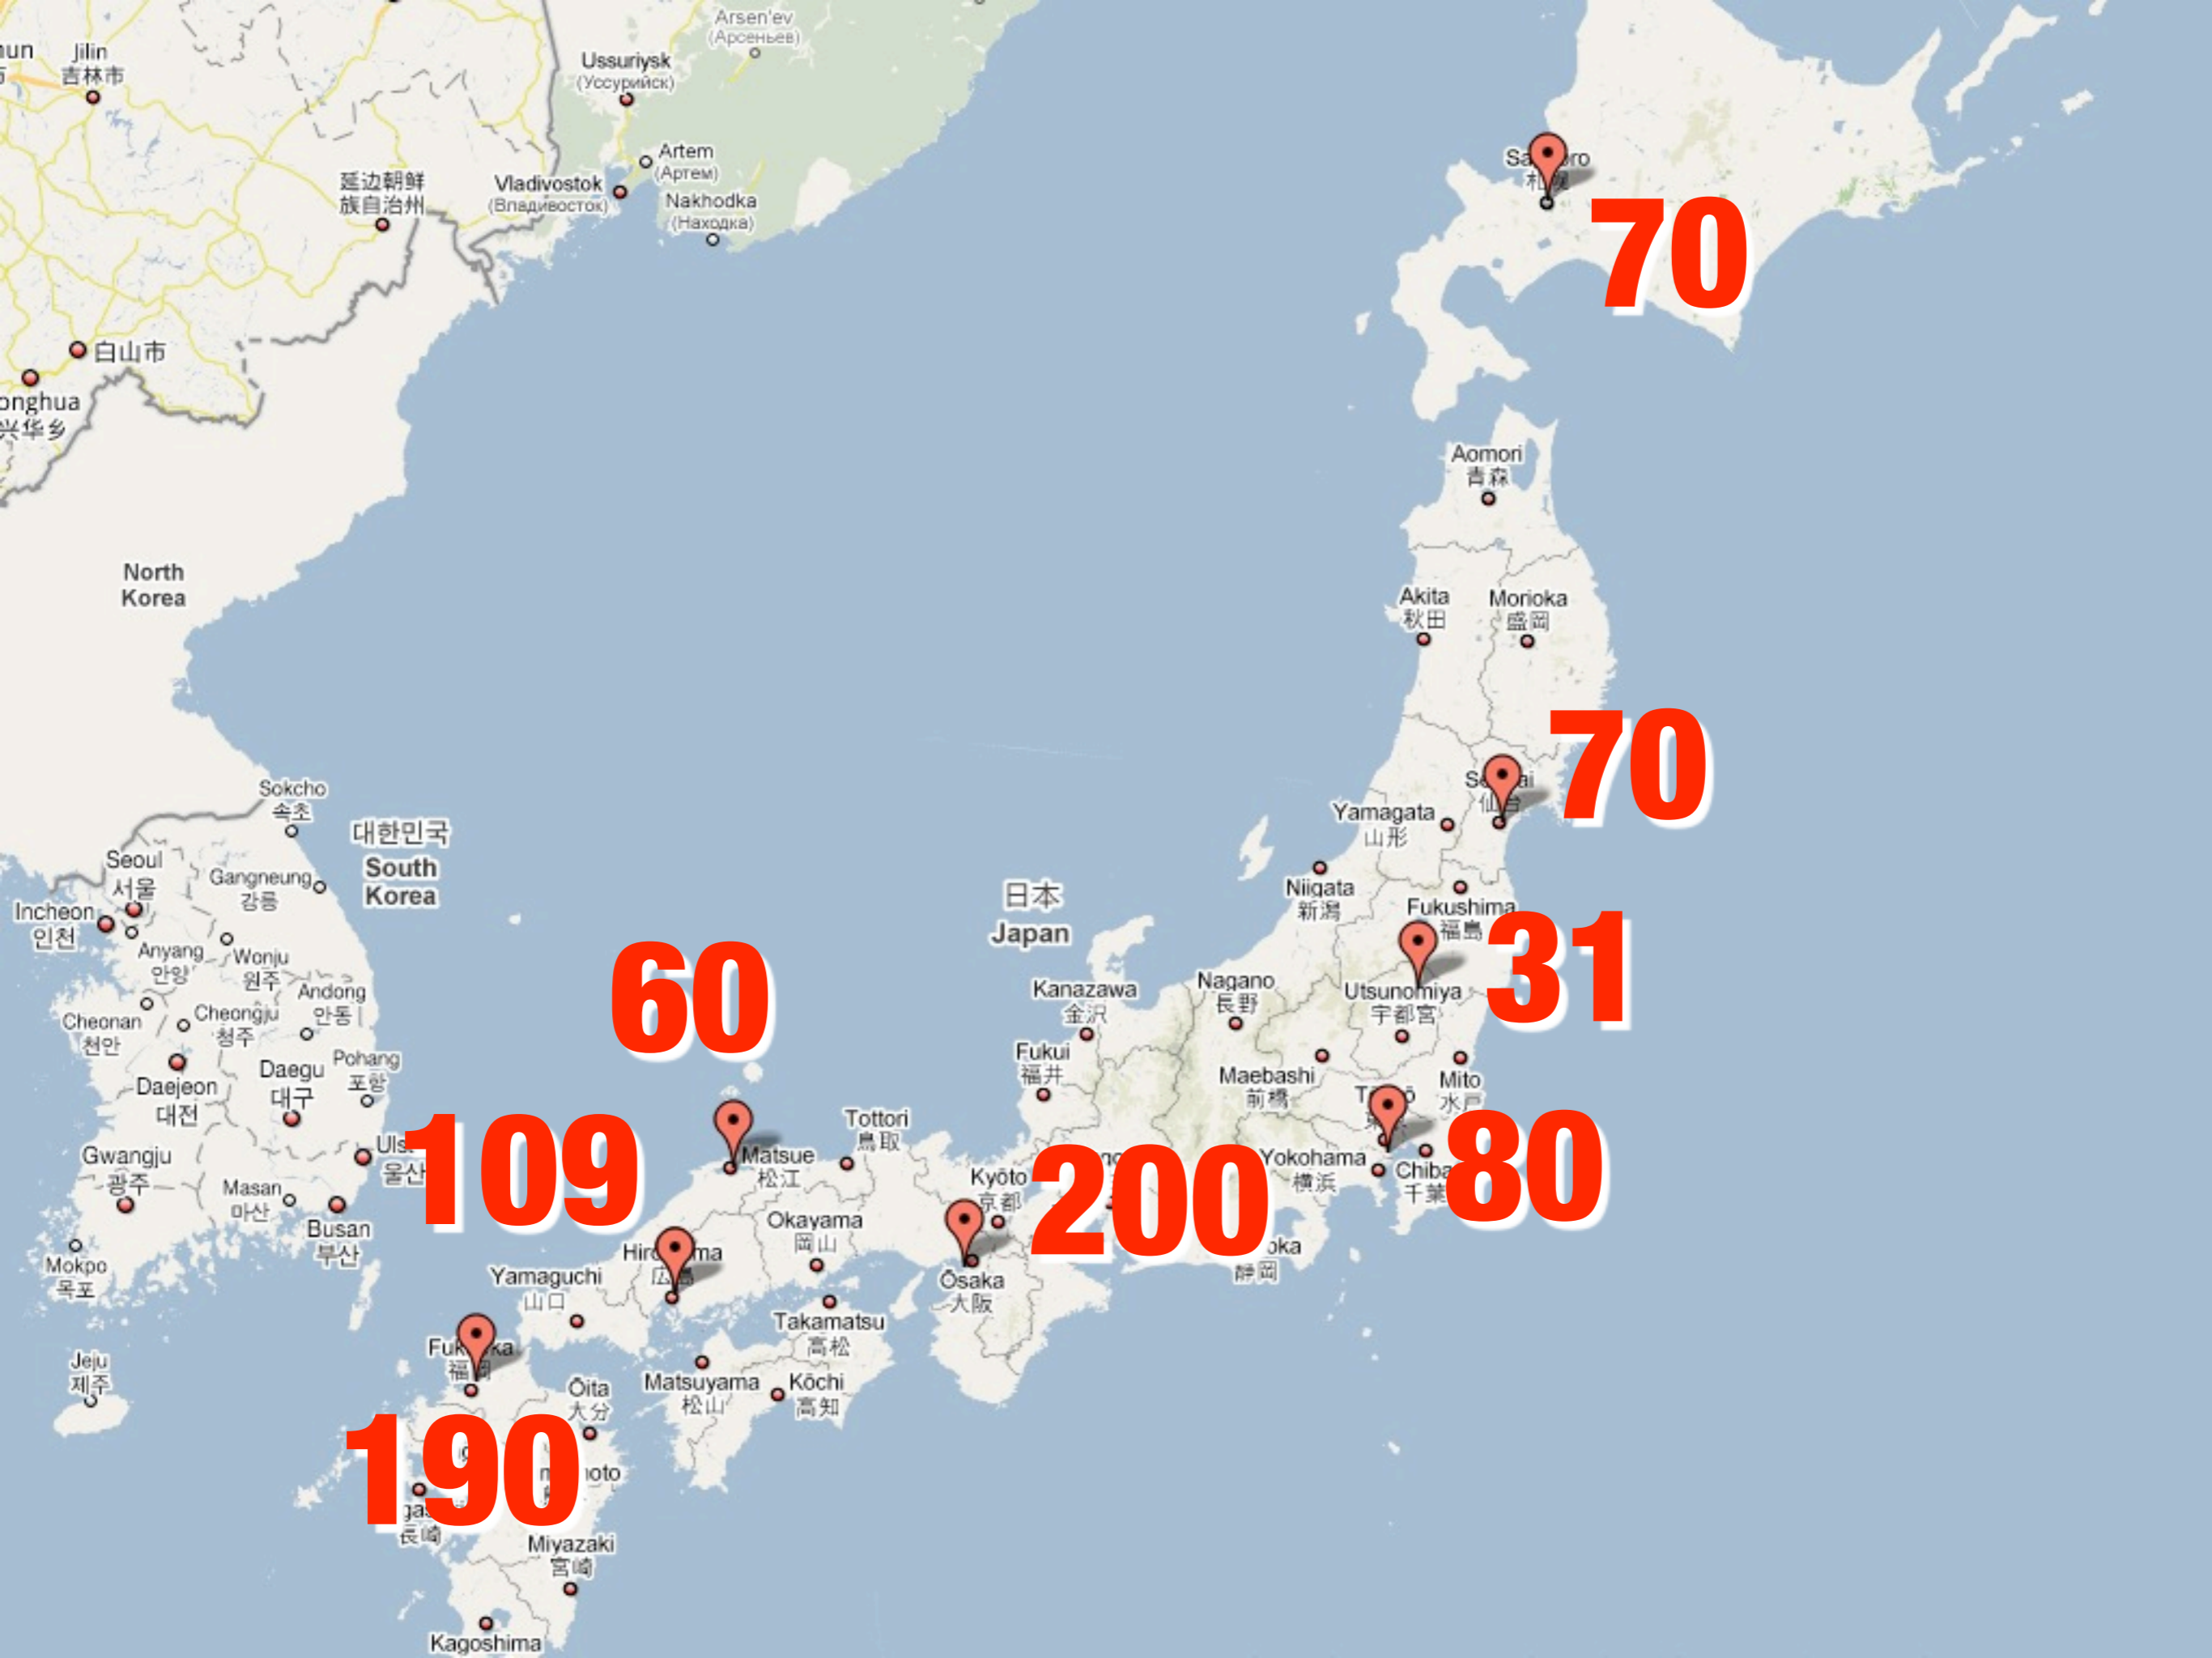 Jilin
吉林市
Arsen'ev
(Арсеньев)
Ussuriysk
(Уссурийск)
Artem
(Артем)
Vladivostok
(Владивосток)
Nakhodka
(Находка)
延边朝鲜
族自治州
白山市
兴华乡
70
Aomori
青森
North
Korea
Akita
秋田
Morioka
盛岡
70
Yamagata
山形
Sokcho
속초
대한민국
South
Korea
Seoul
서울
Gangneung
강릉
Incheon
인천
Anyang
안양
Wonju
원주
Andong
안동
Cheonan
천안
Cheongju
청주
Daejeon
대전
Daegu
대구
Pohang
포항
Gwangju
광주
Masan
마산
Busan
부산
울산
Mokpo
목포
Jeju
제주
日本
Japan
Niigata
新潟
Fukushima
福島
31
60
Kanazawa
金沢
Nagano
長野
Utsunomiya
宇都宮
Fukui
福井
Maebashi
前橋
Mito
水戸
80
109
Matsue
松江
Tottori
鳥取
Kyōto
京都
200
Yokohama
横浜
Chiba
千葉
静岡
Okayama
岡山
Ōsaka
大阪
Yamaguchi
山口
Takamatsu
高松
Matsuyama
松山
Kōchi
高知
Ōita
大分
190
長崎
Miyazaki
宮崎
Kagoshima